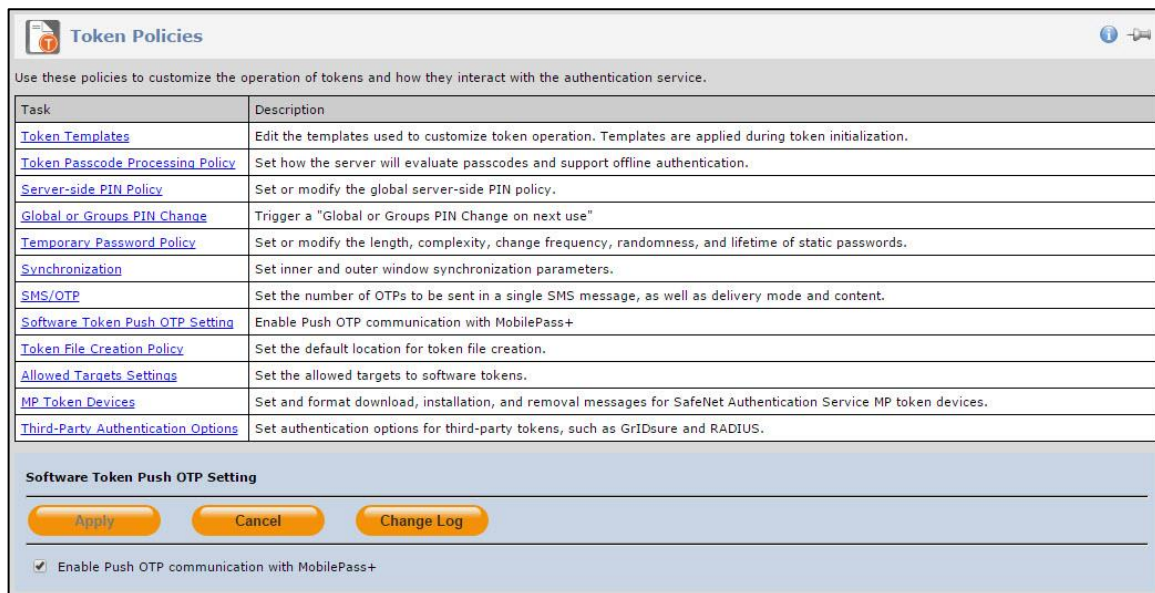 Token Policies
Use these policies to customize the operation of tokens and how they interact with the authentication service.
Task Description
Token Templates Edit the templates used to customize token operation. Templates are applied during token initialization.
Token Passcode Processing Policy Set how the server will evaluate passcodes and support offline authentication.
Server-side PIN Policy Set or modify the global server-side PIN policy.
Global or Groups PIN Change Trigger a "Global or Groups PIN Change on next use"
Temporary Password Policy Set or modify the length, complexity, change frequency, randomness, and lifetime of static passwords.
Synchronization Set inner and outer window synchronization parameters.
SMS/OTP Set the number of OTPs to be sent in a single SMS message, as well as delivery mode and content.
Software Token Push OTP Setting Enable Push OTP communication with MobilePass+
Token File Creation Policy Set the default location for token file creation.
Allowed Targets Settings Set the allowed targets to software tokens.
MP Token Devices Set and format download, installation, and removal messages for SafeNet Authentication Service MP token devices.
Third-Party Authentication Options Set authentication options for third-party tokens, such as GrIDsure and RADIUS.
Software Token Push OTP Setting
Apply Cancel Change Log
Enable Push OTP communication with MobilePass+